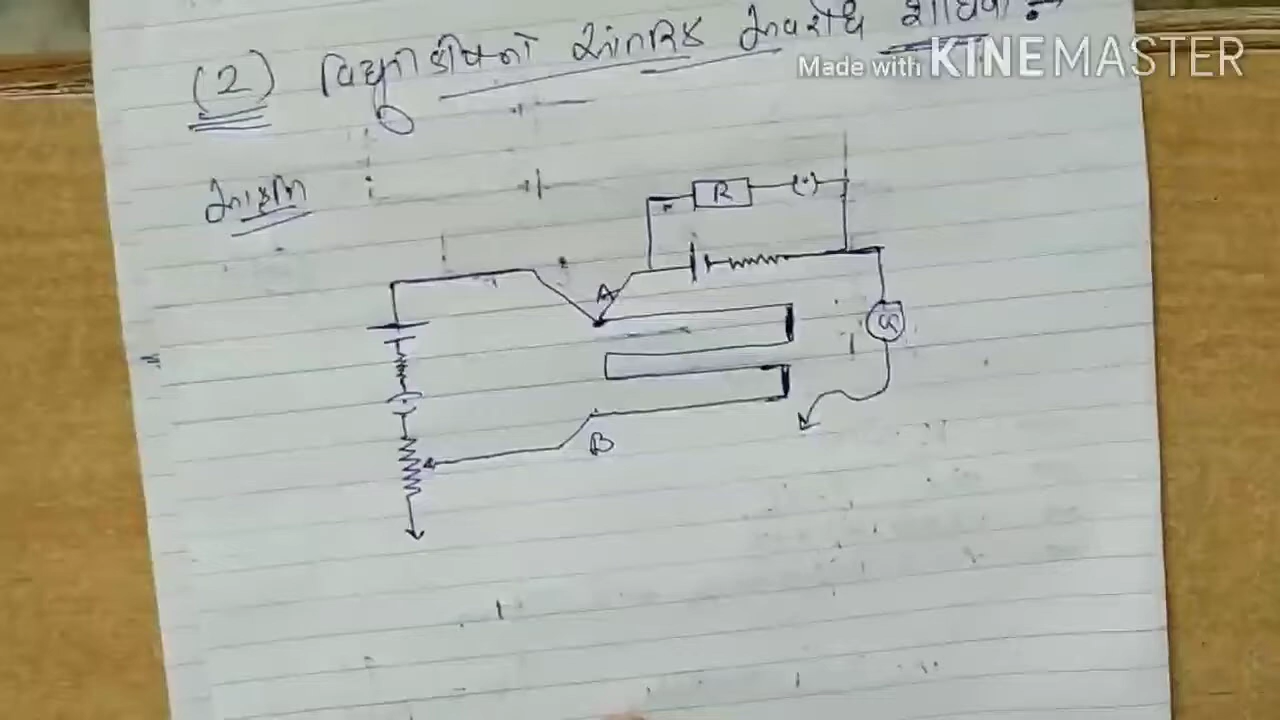 (2) વિદ્યુતકોષનો આંતરિક અવરોધ શોધવો :-
Made with KINEMASTER
આકૃતિ :
R
A
G
B